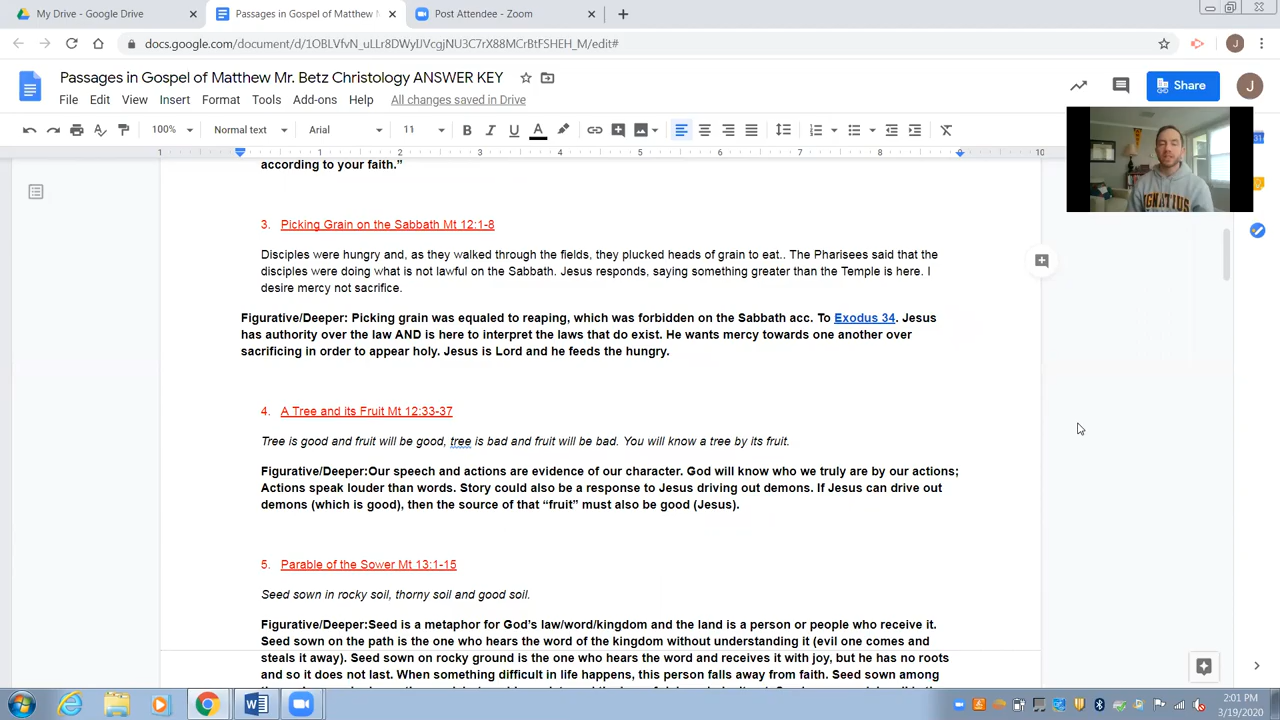 My Drive - Google Drive
Passages in Gospel of Matthew M
Post Attendee - Zoom
docs.google.com/document/d/1OBLVfvN_uLLr8DWyIJVcgjNU3C7rX88MCrBtFSHEH_M/edit#
Passages in Gospel of Matthew Mr. Betz Christology ANSWER KEY
File Edit View Insert Format Tools Add-ons Help All changes saved in Drive
Share
J
100% Normal text Arial 11
1 1 2 3 4 5 6 7 8 9 10
according to your faith.”
3. Picking Grain on the Sabbath Mt 12:1-8
Disciples were hungry and, as they walked through the fields, they plucked heads of grain to eat.. The Pharisees said that the
disciples were doing what is not lawful on the Sabbath. Jesus responds, saying something greater than the Temple is here. I
desire mercy not sacrifice.
Figurative/Deeper: Picking grain was equaled to reaping, which was forbidden on the Sabbath acc. To Exodus 34. Jesus
has authority over the law AND is here to interpret the laws that do exist. He wants mercy towards one another over
sacrificing in order to appear holy. Jesus is Lord and he feeds the hungry.
4. A Tree and its Fruit Mt 12:33-37
Tree is good and fruit will be good, tree is bad and fruit will be bad. You will know a tree by its fruit.
Figurative/Deeper:Our speech and actions are evidence of our character. God will know who we truly are by our actions;
Actions speak louder than words. Story could also be a response to Jesus driving out demons. If Jesus can drive out
demons (which is good), then the source of that “fruit” must also be good (Jesus).
5. Parable of the Sower Mt 13:1-15
Seed sown in rocky soil, thorny soil and good soil.
Figurative/Deeper:Seed is a metaphor for God’s law/word/kingdom and the land is a person or people who receive it.
Seed sown on the path is the one who hears the word of the kingdom without understanding it (evil one comes and
steals it away). Seed sown on rocky ground is the one who hears the word and receives it with joy, but he has no roots
and so it does not last. When something difficult in life happens, this person falls away from faith. Seed sown among
IGNATIUS
2:01 PM
3/19/2020